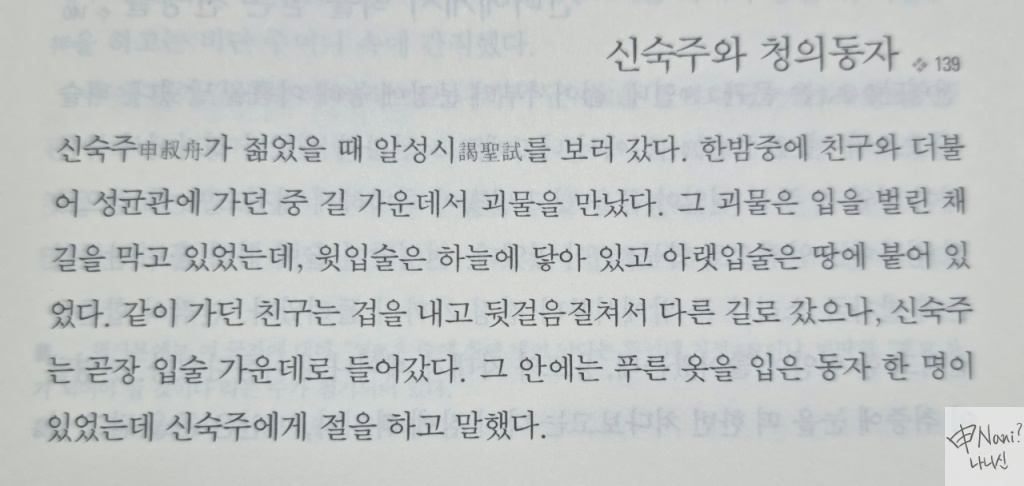 신숙주와 청의동자 ❖ 139
신숙주申叔舟가 젊었을 때 알성시謁聖試를 보러 갔다. 한밤중에 친구와 더불
어 성균관에 가던 중 길 가운데서 괴물을 만났다. 그 괴물은 입을 벌린 채
길을 막고 있었는데, 윗입술은 하늘에 닿아 있고 아랫입술은 땅에 붙어 있
었다. 같이 가던 친구는 겁을 내고 뒷걸음질쳐서 다른 길로 갔으나, 신숙주
는 곧장 입술 가운데로 들어갔다. 그 안에는 푸른 옷을 입은 동자 한 명이
있었는데 신숙주에게 절을 하고 말했다.
申Nani?
나니신